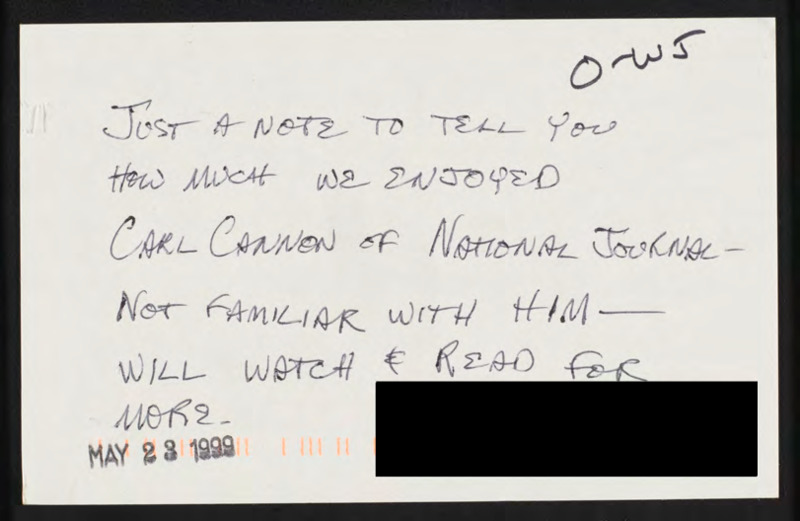 O-WJ
JUST A NOTE TO TELL YOU
HOW MUCH WE ENJOYED
CARL CANNON OF NATIONAL JOURNAL-
NOT FAMILIAR WITH HIM—
WILL WATCH & READ FOR
MORE-
MAY 23 1999